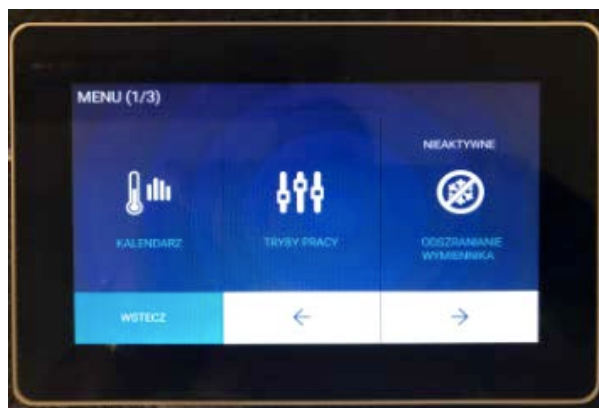 MENU (1/3)
NIEAKTYWNE
KALENDARZ
TRYBY PRACY
ODSZRANIANIE
WYMIENNIKA
WSTECZ